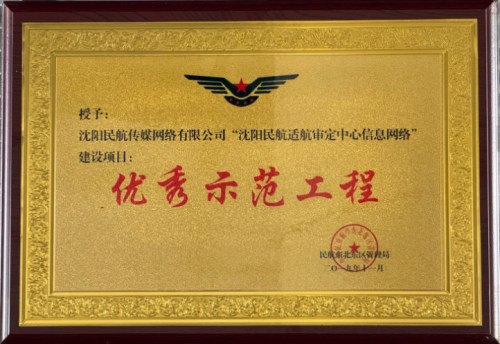 授予：
沈阳民航传媒网络有限公司“沈阳民航适航审定中心信息网络”
建设项目：
优秀示范工程
民航东北地区管理局
二〇一九年十一月